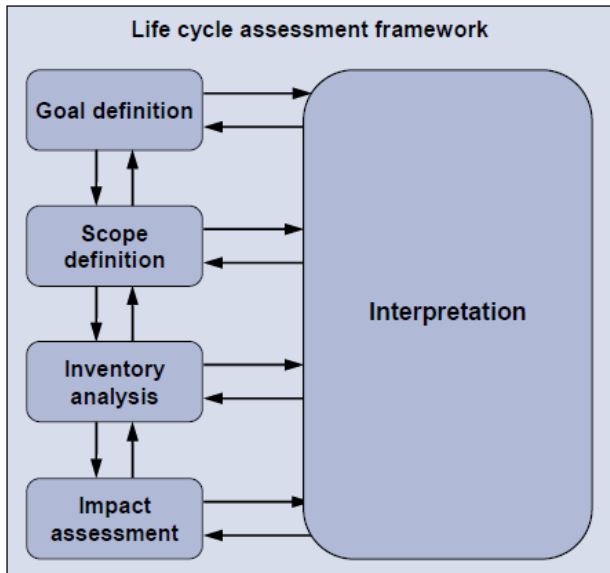 Life cycle assessment framework
Goal definition
Scope
definition
Inventory
analysis
Impact
assessment
Interpretation